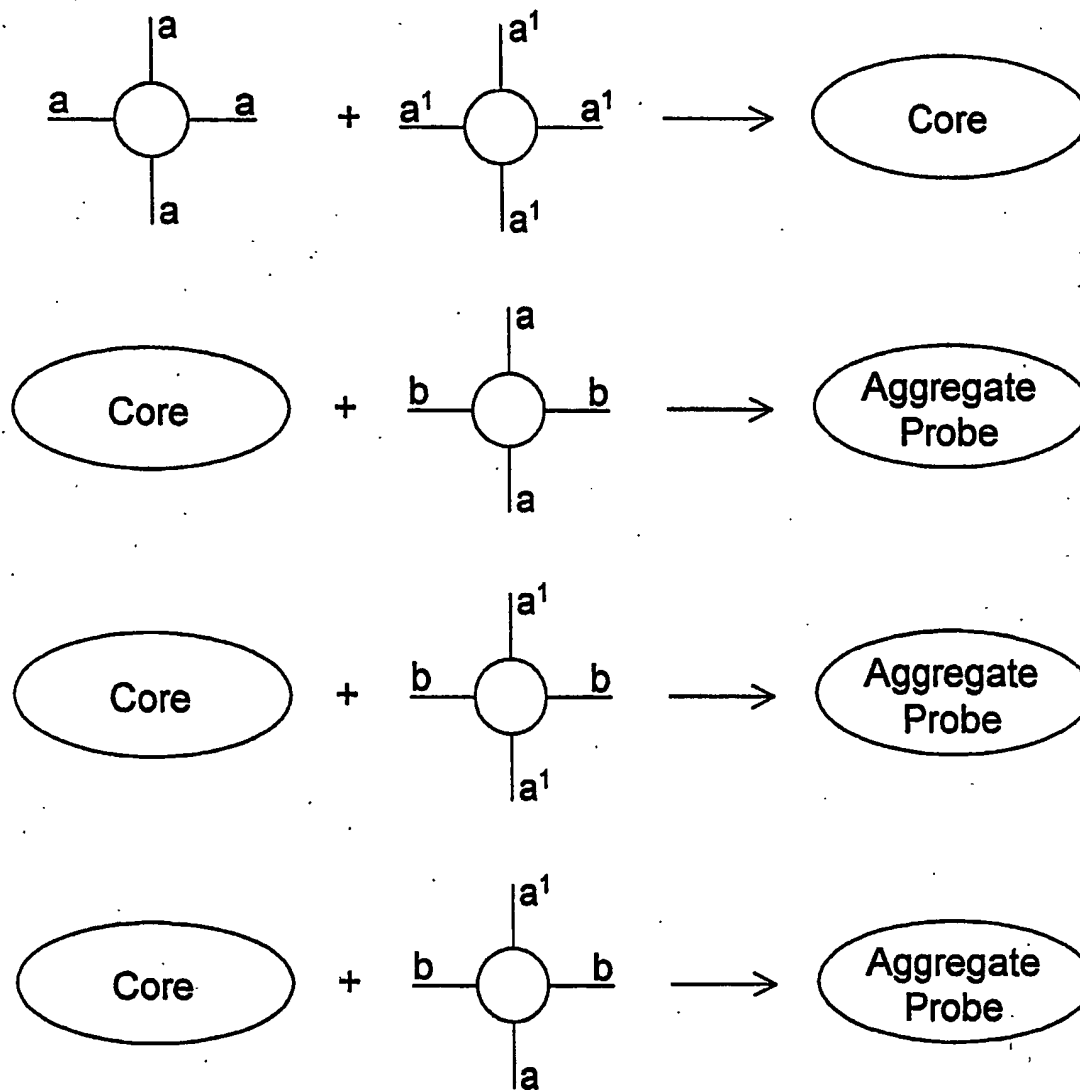 a
a a
a
+
a¹
a¹ a¹
a¹
Core
Core
+
a
b b
a
Aggregate
Probe
Core
+
a¹
b b
a¹
Aggregate
Probe
Core
+
a¹
b b
a
Aggregate
Probe